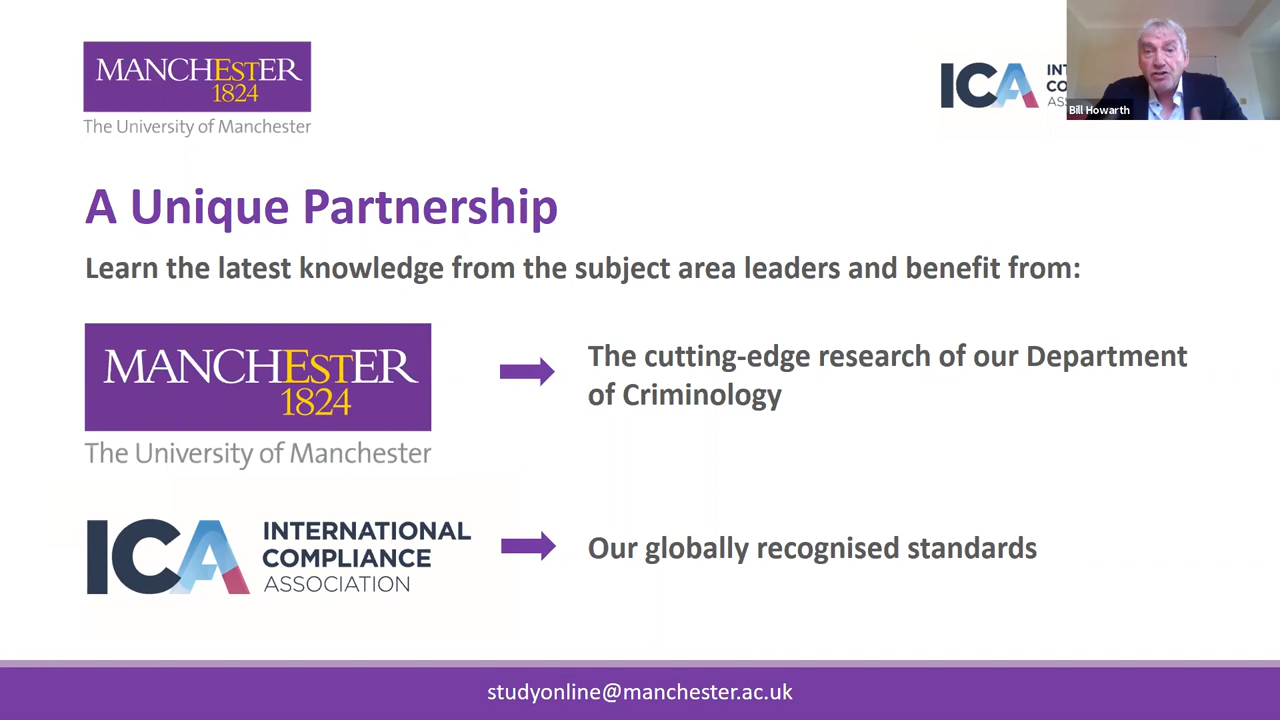 MANCHEsTER
1824
The University of Manchester
ICA
Bill Howarth
A Unique Partnership
Learn the latest knowledge from the subject area leaders and benefit from:
MANCHEsTER
1824
The University of Manchester
The cutting-edge research of our Department
of Criminology
ICA INTERNATIONAL
COMPLIANCE
ASSOCIATION
Our globally recognised standards
studyonline@manchester.ac.uk